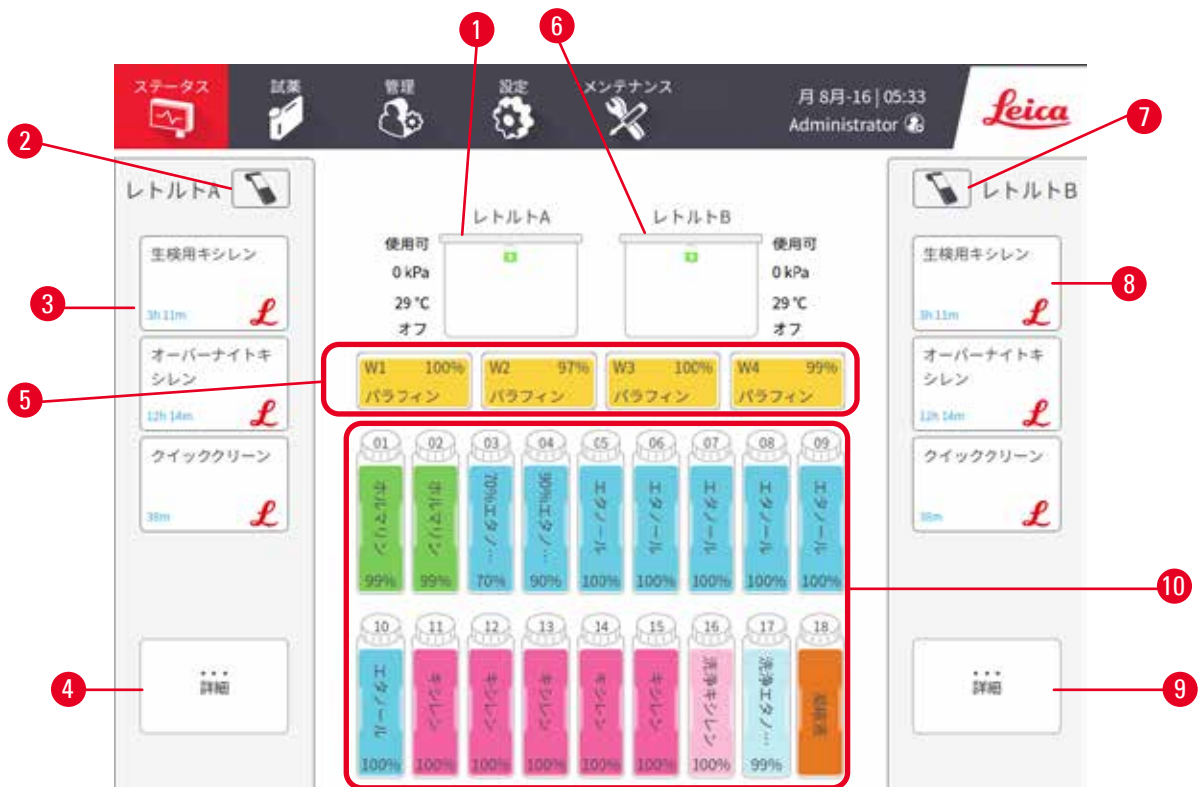 1
6
ステータス
試薬
管理
設定
メンテナンス
月 8月-16 | 05:33
Administrator
Leica
2
7
レトルトA
レトルトB
レトルトA
レトルトB
使用可
0 kPa
29 °C
オフ
使用可
0 kPa
29 °C
オフ
3
生検用キシレン
3h 11m
オーバーナイトキ
シレン
12h 14m
クイッククリーン
38m
8
生検用キシレン
3h 11m
オーバーナイトキ
シレン
12h 14m
クイッククリーン
38m
5
W1 100%
パラフィン
W2 97%
パラフィン
W3 100%
パラフィン
W4 99%
パラフィン
01 02 03 04 05 06 07 08 09
ホルマリン
ホルマリン
70%エタノ…
90%エタノ…
エタノール
エタノール
エタノール
エタノール
エタノール
99% 99% 70% 90% 100% 100% 100% 100% 100%
10
10 11 12 13 14 15 16 17 18
エタノール
キシレン
キシレン
キシレン
キシレン
キシレン
洗浄キシレン
洗浄エタノ…
100% 100% 100% 100% 100% 100% 100% 99%
4
...
詳細
9
...
詳細